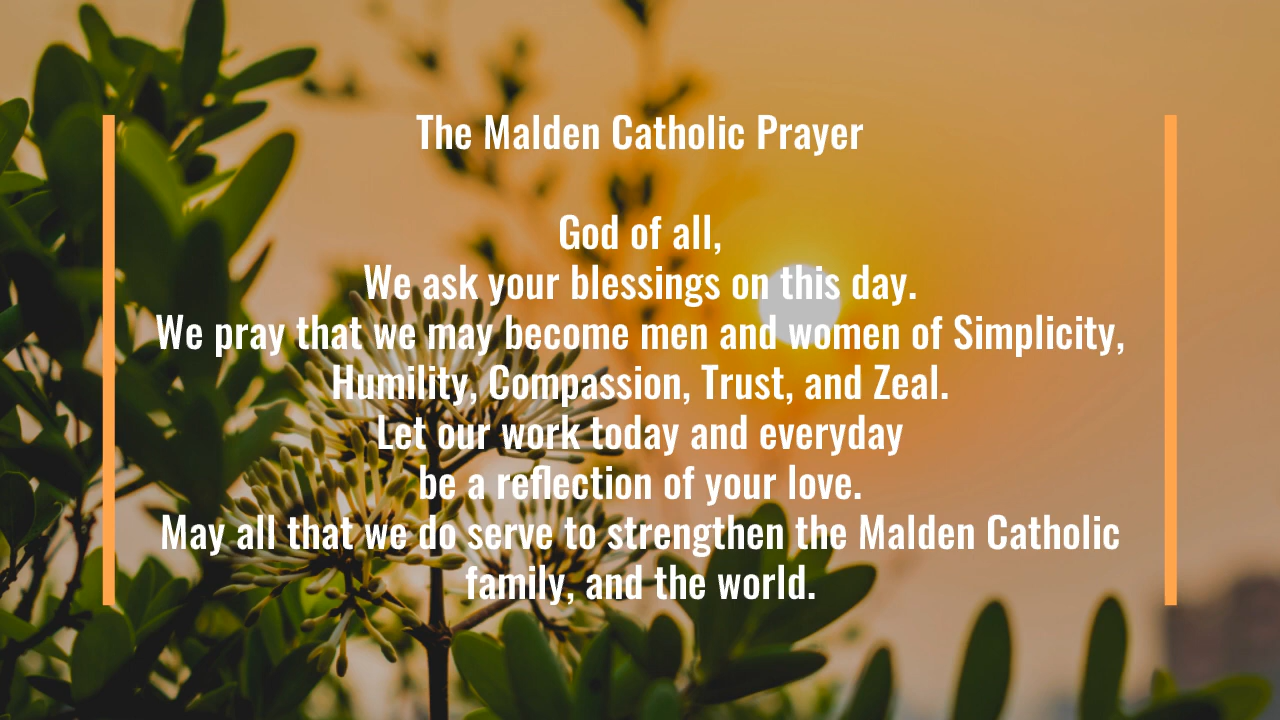 The Malden Catholic Prayer
God of all,
We ask your blessings on this day.
We pray that we may become men and women of Simplicity,
Humility, Compassion, Trust, and Zeal.
Let our work today and everyday
be a reflection of your love.
May all that we do serve to strengthen the Malden Catholic
family, and the world.